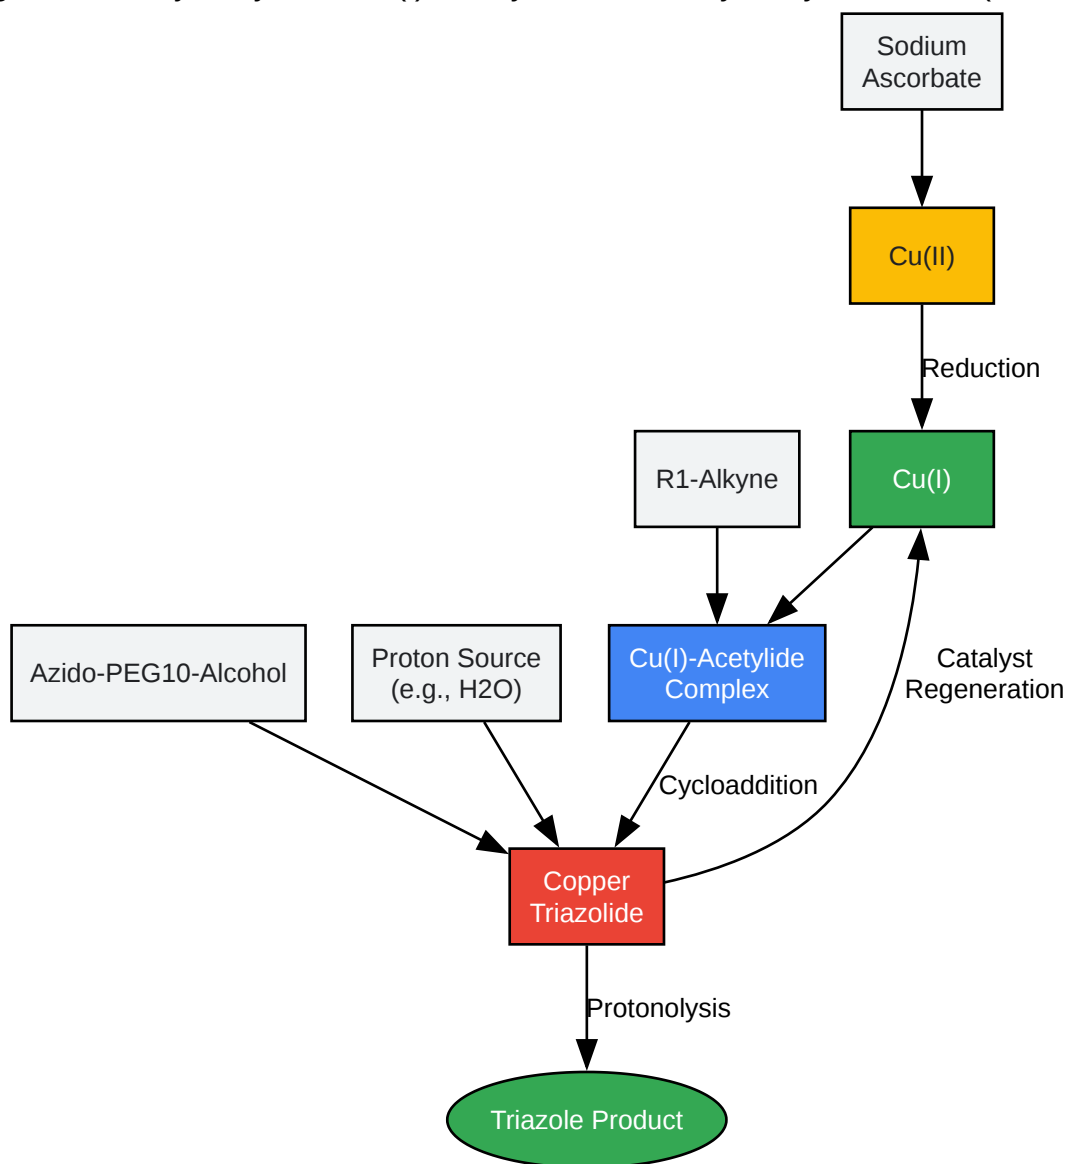 Sodium
Ascorbate
Cu(II)
Reduction
R1-Alkyne
Cu(I)
Azido-PEG10-Alcohol
Proton Source
(e.g., H2O)
Cu(I)-Acetylide
Complex
Catalyst
Regeneration
Cycloaddition
Copper
Triazolide
Protonolysis
Triazole Product